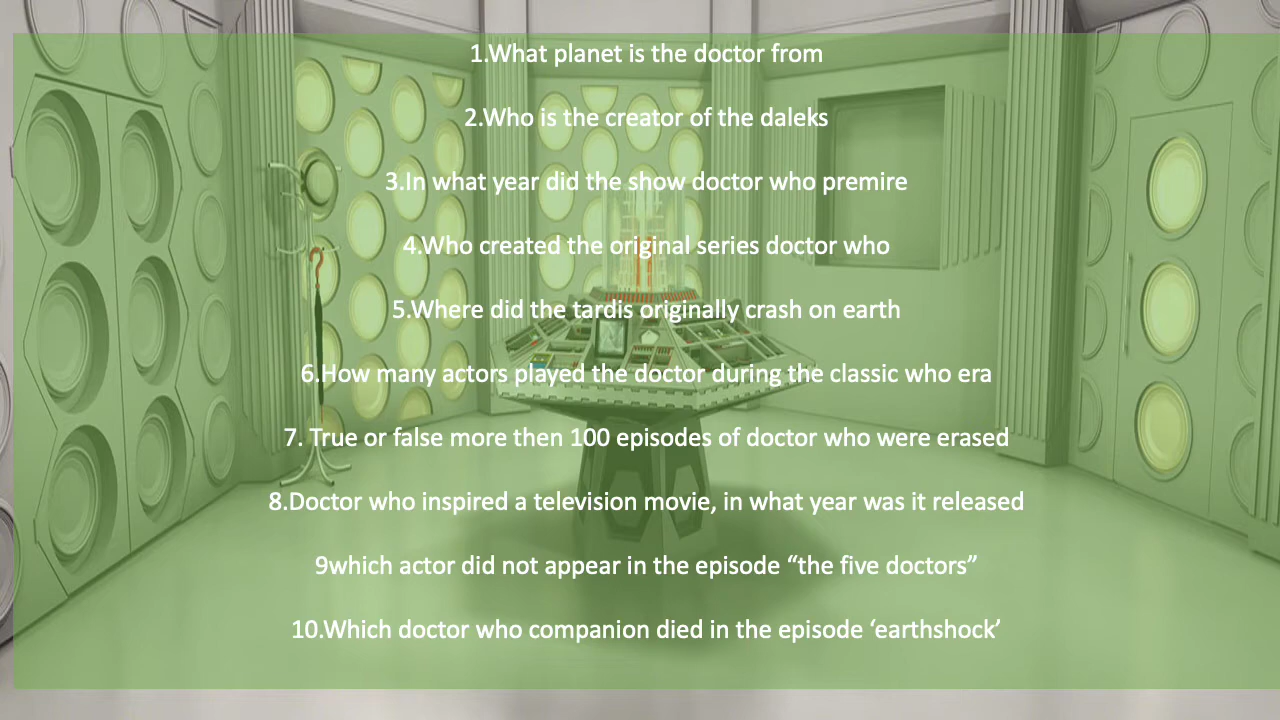 1.What planet is the doctor from
2.Who is the creator of the daleks
3.In what year did the show doctor who premire
4.Who created the original series doctor who
5.Where did the tardis originally crash on earth
6.How many actors played the doctor during the classic who era
7. True or false more then 100 episodes of doctor who were erased
8.Doctor who inspired a television movie, in what year was it released
9which actor did not appear in the episode “the five doctors”
10.Which doctor who companion died in the episode ‘earthshock’